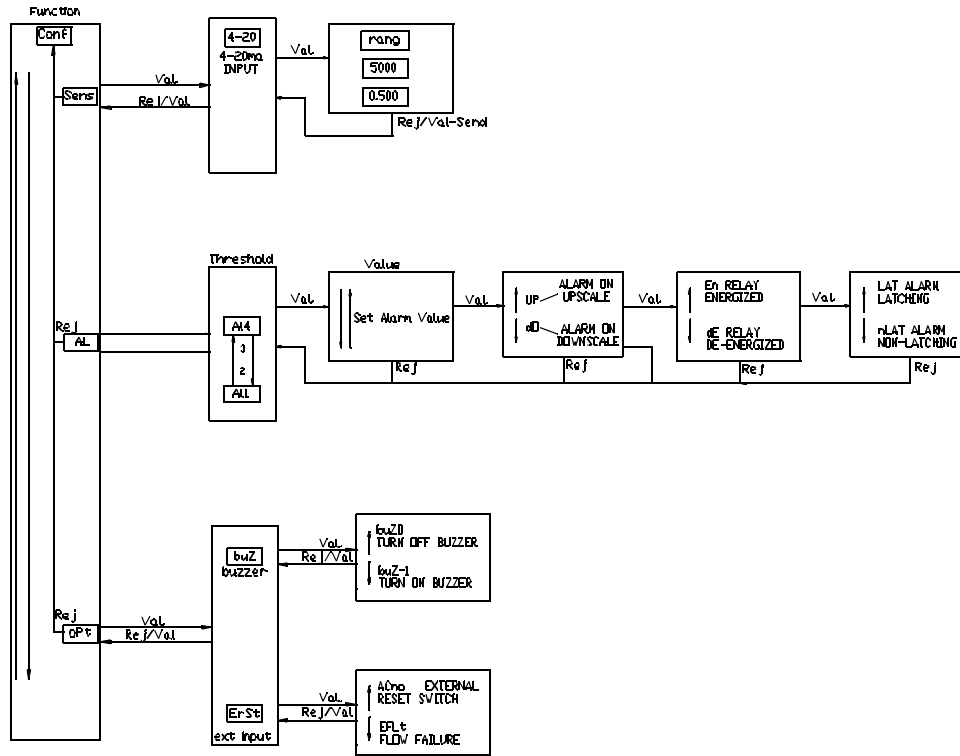 Function
Conf
Sens
Val
Rej/Val
4-20
4-20ma
INPUT
Val
rang
5000
0.500
Rej/Val-Send
Rej
AL
Threshold
Al4
3
2
AL1
Val
Value
Set Alarm Value
Rej
Val
UP
ALARM ON
UPSCALE
dO
ALARM ON
DOWNSCALE
Rej
Val
En RELAY
ENERGIZED
dE RELAY
DE-ENERGIZED
Rej
Val
LAT ALARM
LATCHING
nLAT ALARM
NON-LATCHING
Rej
Rej
oPt
Val
Rej/Val
buZ
buzzer
Val
Rej/Val
buZ0
TURN OFF BUZZER
buZ-1
TURN ON BUZZER
ErSt
ext input
Val
Rej/Val
ACno EXTERNAL
RESET SWITCH
EFLt
FLOW FAILURE